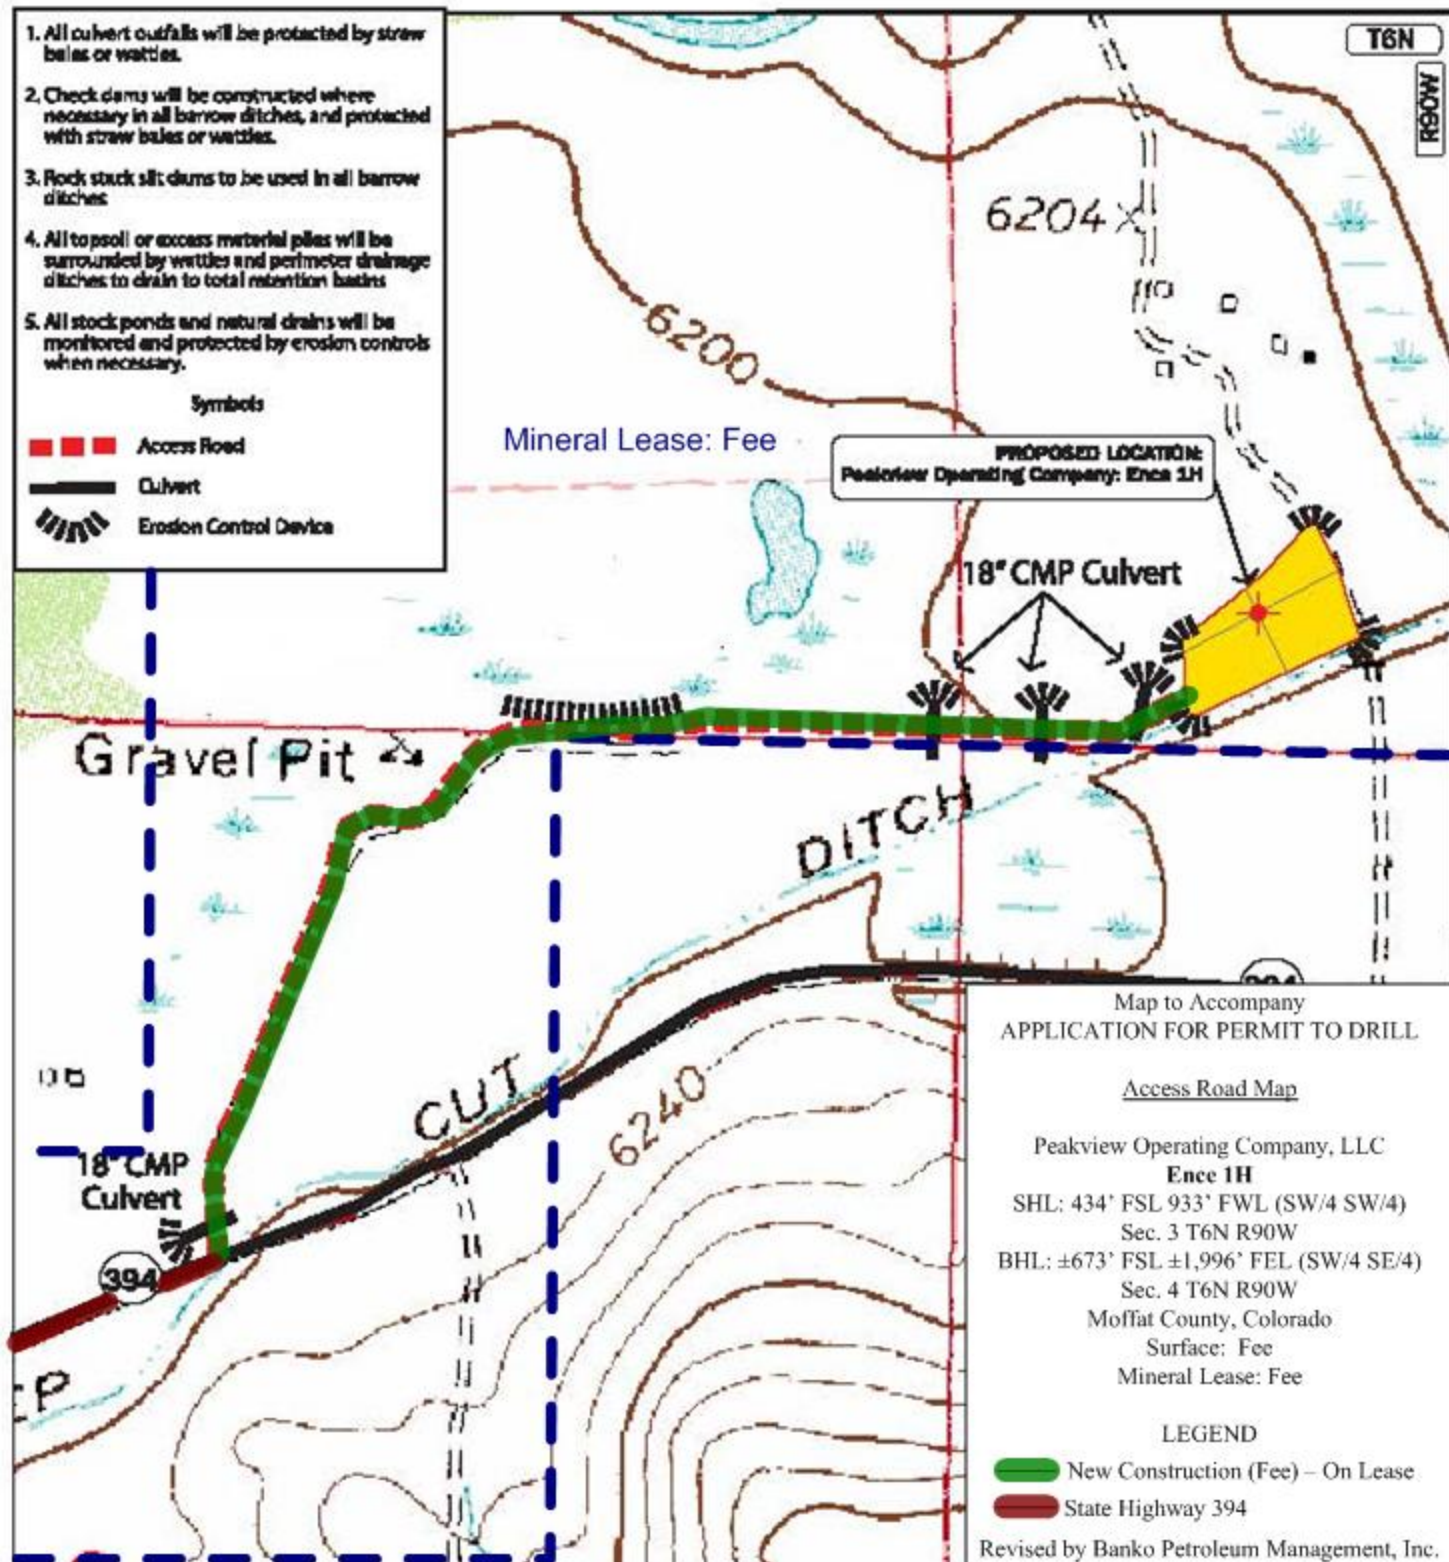 1. All culvert outfalls will be protected by straw
bales or wattles.
2. Check dams will be constructed where
necessary in all barrow ditches, and protected
with straw bales or wattles.
3. Rock stack silt dams to be used in all barrow
ditches
4. All topsoil or excess material piles will be
surrounded by wattles and perimeter drainage
ditches to drain to total retention basins
5. All stock ponds and natural drains will be
monitored and protected by erosion controls
when necessary.
Symbols
Access Road
Culvert
Erosion Control Device
T6N
R90W
6204
6200
Mineral Lease: Fee
PROPOSED LOCATION:
Peakview Operating Company: Ence 1H
18" CMP Culvert
Gravel Pit
DITCH
CUT
6240
18" CMP
Culvert
394
Map to Accompany
APPLICATION FOR PERMIT TO DRILL
Access Road Map
Peakview Operating Company, LLC
Ence 1H
SHL: 434' FSL 933' FWL (SW/4 SW/4)
Sec. 3 T6N R90W
BHL: ±673' FSL ±1,996' FEL (SW/4 SE/4)
Sec. 4 T6N R90W
Moffat County, Colorado
Surface: Fee
Mineral Lease: Fee
LEGEND
New Construction (Fee) – On Lease
State Highway 394
Revised by Banko Petroleum Management, Inc.